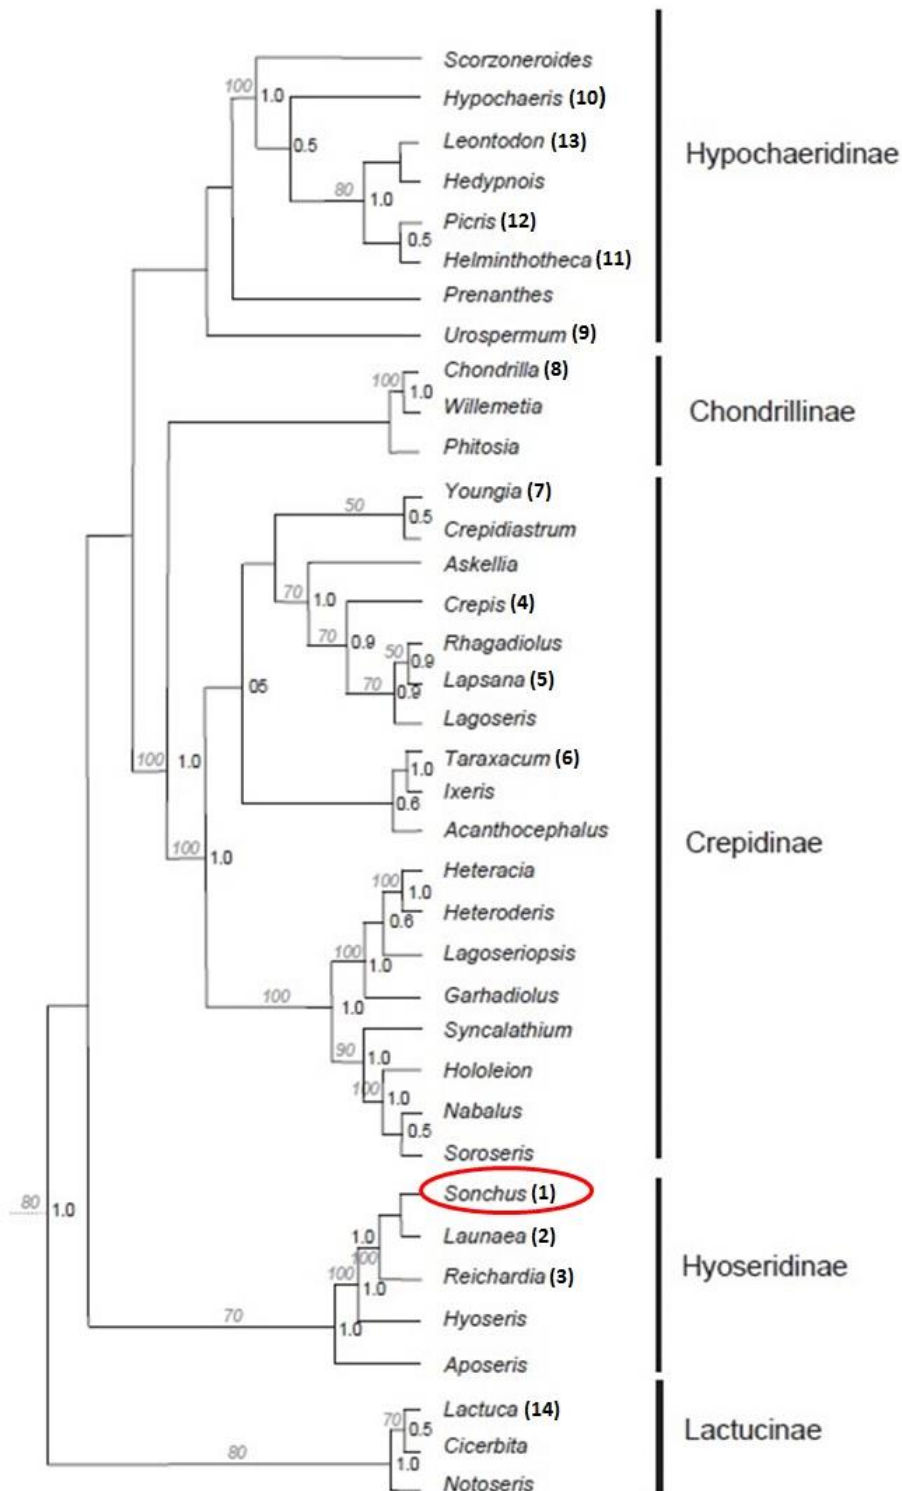 Scorzoneroides
100
1.0
Hypochaeris (10)
0.5
Leontodon (13)
Hypochaeridinae
Hedypnois
80
1.0
Picris (12)
0.5
Helminthotheca (11)
Prenanthes
Urospermum (9)
Chondrilla (8)
100
1.0
Willemetia
Chondrillinae
Phitosia
Youngia (7)
50
0.5
Crepidiastrum
Askellia
70
1.0
Crepis (4)
70
0.9
Rhagadiolus
50
0.9
Lapsana (5)
70
0.9
05
Lagoseris
Taraxacum (6)
100
1.0
1.0
Ixeris
0.6
Acanthocephalus
Crepidinae
100
1.0
Heteracia
100
1.0
Heteroderis
0.6
Lagoseriopsis
100
1.0
Garhadiolus
100
1.0
Syncalathium
90
1.0
Hololeion
100
1.0
Nabalus
0.5
Soroseris
Sonchus (1)
80
1.0
Launaea (2)
1.0
100
Hyoseridinae
Reichardia (3)
100
1.0
Hyoseris
70
1.0
Aposeris
Lactuca (14)
70
0.5
Lactucinae
Cicerbita
80
1.0
Notoseris